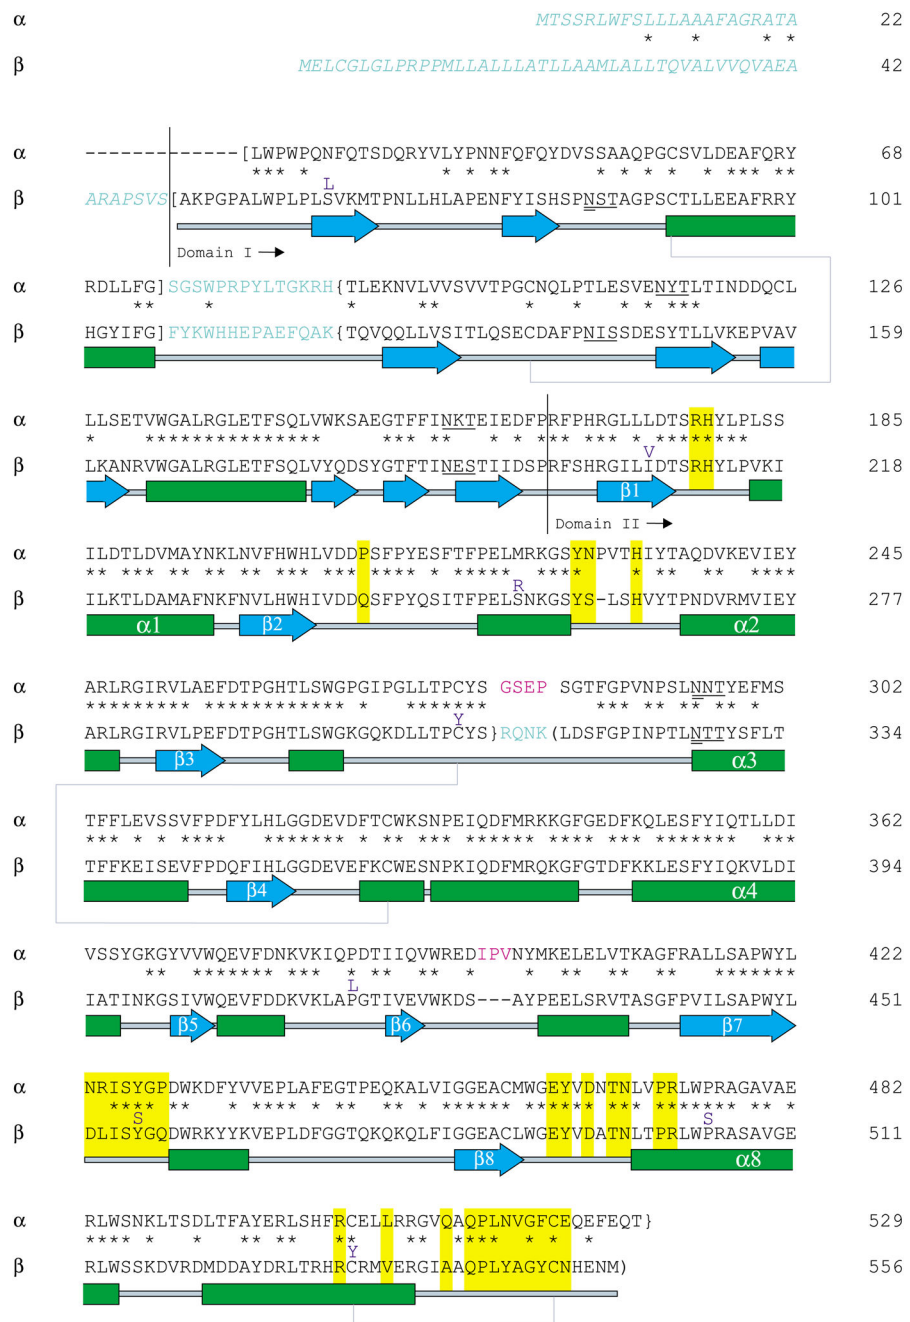 α MTSSRLWFSLLLAAAFAGRATA 22
* * * *
β MELCGLGLPRPPMLLALLLATLLAAMLALLTQVALVVQVAEA 42
α -------------[LWPWPQNFQTSDQRYVLYPNNFQFQYDVSSAAQPGCSVLDEAFQRY 68
*** * * * * ** * * *** ** **
L
β ARAPSVS[AKPGPALWPLPLSVKMTPNLLHLAPENFYISHSPNSTAGPSCTLLEEAFRRY 101
Domain I →
α RDLLFG]SGSWPRPYLTGKRH{TLEKNVLVVSVVTPGCNQLPTLESVENYTLTINDDQCL 126
** * * ** * * * * *** **
β HGYIFG]FYKWHHEPAEFQAK{TQVQQLLVSITLQSECDAFPNISSDESYTLLVKEPVAV 159
α LLSETVWGALRGLETFSQLVWKSAEGTFFINKTEIEDFPRFPHRGLLLDTSRHYLPLSS 185
* *************** * *** ** * * * *** *** * *********
V
β LKANRVWGALRGLETFSQLVYQDSYGTFTINESTIIDSPRFSHRGILIDTSRHYLPVKI 218
Domain II →
α ILDTLDVMAYNKLNVFHWHLVDDPSFPYESFTFPELMRKGSYNPVTHIYTAQDVKEVIEY 245
R
β ILKTLDAMAFNKFNVLHWHIVDDQSFPYQSITFPELSNKGSYS-LSHVYTPNDVRMVIEY 277
α1 β2 α2
β1
α ARLRGIRVLAEFDTPGHTLSWGPGIPGLLTPCYS GSEP SGTFGPVNPSLNNTYEFMS 302
Y
β ARLRGIRVLPEFDTPGHTLSWGKGQKDLLTPCYS}RQNK(LDSFGPINPTLNTTYSFLT 334
β3 α3
α TFFLEVSSVFPDFYLHLGGDEVDFTCWKSNPEIQDFMRKKGFGEDFKQLESFYIQTLLDI 362
β TFFKEISEVFPDQFIHLGGDEVEFKCWESNPKIQDFMRQKGFGTDFKKLESFYIQKVLDI 394
β4 α4
α VSSYGKGYVVWQEVFDNKVKIQPDTIIQVWREDIPVNYMKELELVTKAGFRALLSAPWYL 422
L
β IATINKGSIVWQEVFDDKVKLAPGTIVEVWKDS---AYPEELSRVTASGFPVILSAPWYL 451
β5 β6 β7
α NRISYGPDWKDFYVVEPLAFEGTPEQKALVIGGEACMWGEYVDNTNLVPRLWPRAGAVAE 482
S S
β DLISYGQDWRKYYKVEPLDFGGTQKQKQLFIGGEACLWGEYVDATNLTPRLWPRASAVGE 511
β8 α8
α RLWSNKLTSDLTFAYERLSHFRCELLRRGVQAQPLNVGFCEQEFEQT} 529
Y
β RLWSSKDVRDMDDAYDRLTRHRCRMVERGIAAQPLYAGYCNHENM) 556